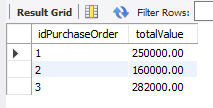 Result Grid Filter Rows:
idPurchaseOrder totalValue
1 250000.00
2 160000.00
3 282000.00